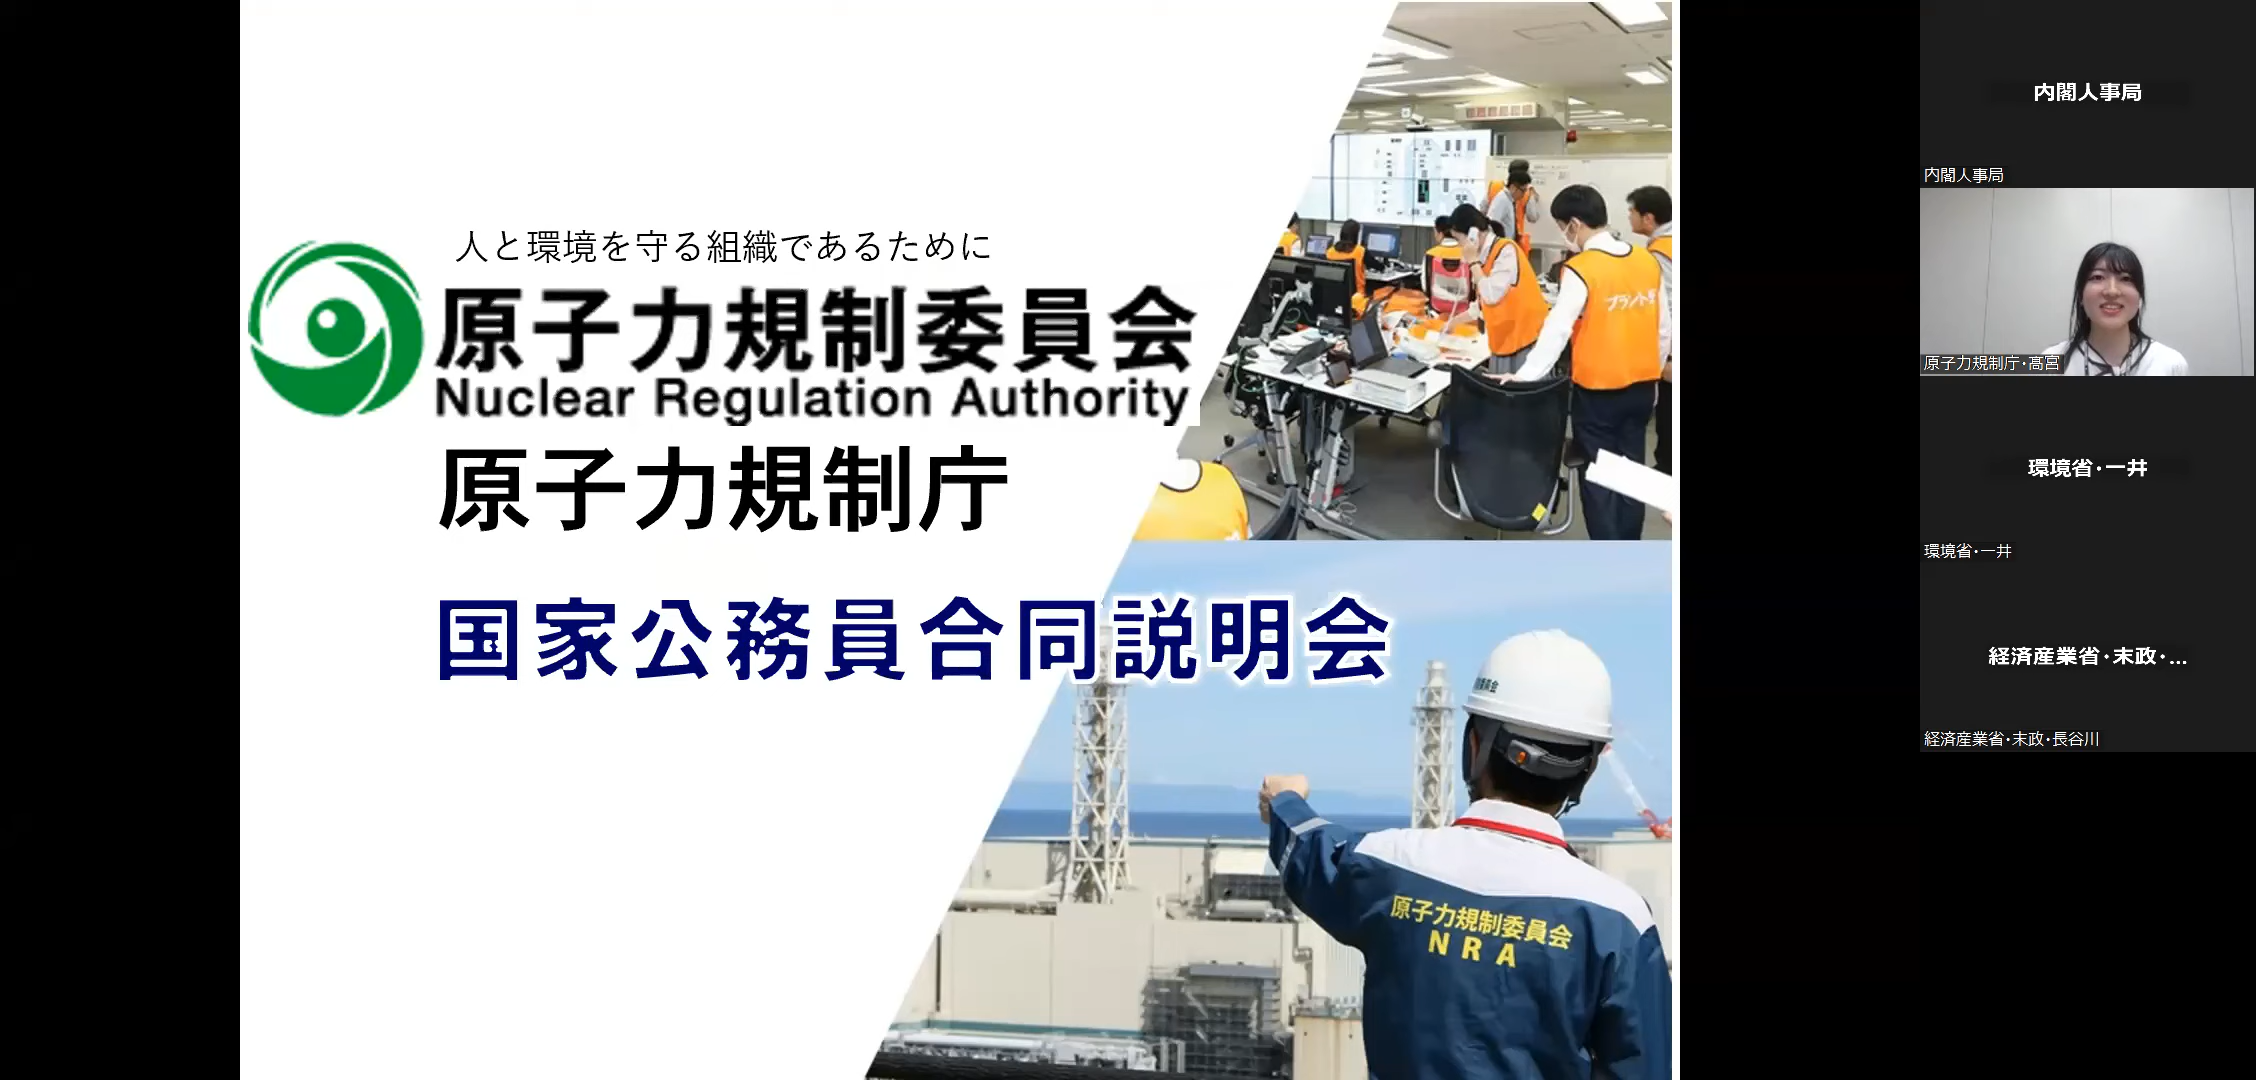 人と環境を守る組織であるために
原子力規制委員会
Nuclear Regulation Authority
原子力規制庁
国家公務員合同説明会
原子力規制委員会
NRA
内閣人事局
内閣人事局
原子力規制庁・髙宮
環境省・一井
環境省・一井
経済産業省・末政・...
経済産業省・末政・長谷川